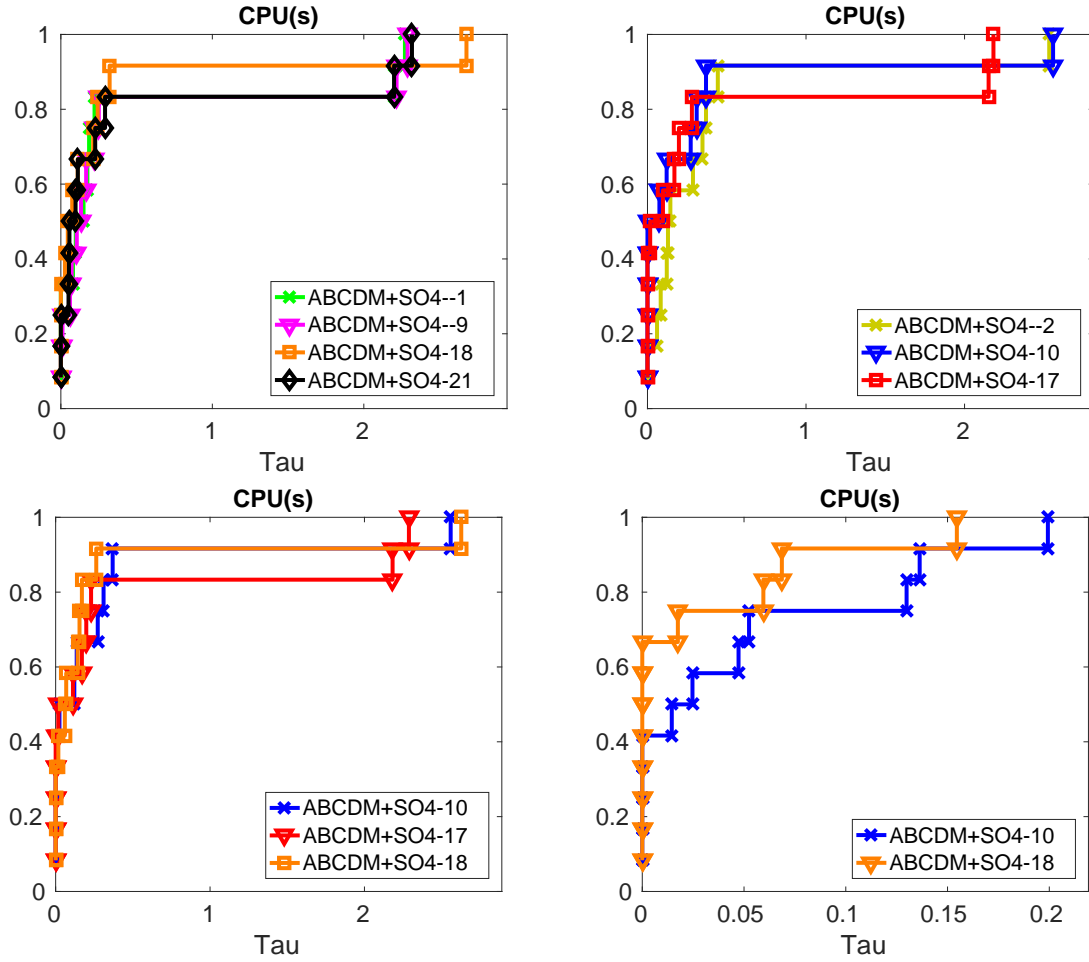 CPU(s)
1
0.8
0.6
0.4
0.2
0
0 1 2
Tau
ABCDM+SO4--1
ABCDM+SO4--9
ABCDM+SO4-18
ABCDM+SO4-21
CPU(s)
1
0.8
0.6
0.4
0.2
0
0 1 2
Tau
ABCDM+SO4--2
ABCDM+SO4-10
ABCDM+SO4-17
CPU(s)
1
0.8
0.6
0.4
0.2
0
0 1 2
Tau
ABCDM+SO4-10
ABCDM+SO4-17
ABCDM+SO4-18
CPU(s)
1
0.8
0.6
0.4
0.2
0
0 0.05 0.1 0.15 0.2
Tau
ABCDM+SO4-10
ABCDM+SO4-18